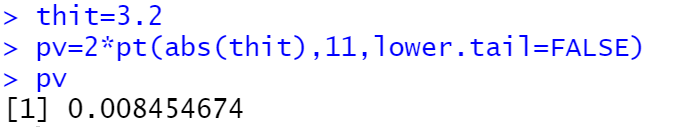 > thit=3.2
> pv=2*pt(abs(thit),11,lower.tail=FALSE)
> pv
[1] 0.008454674